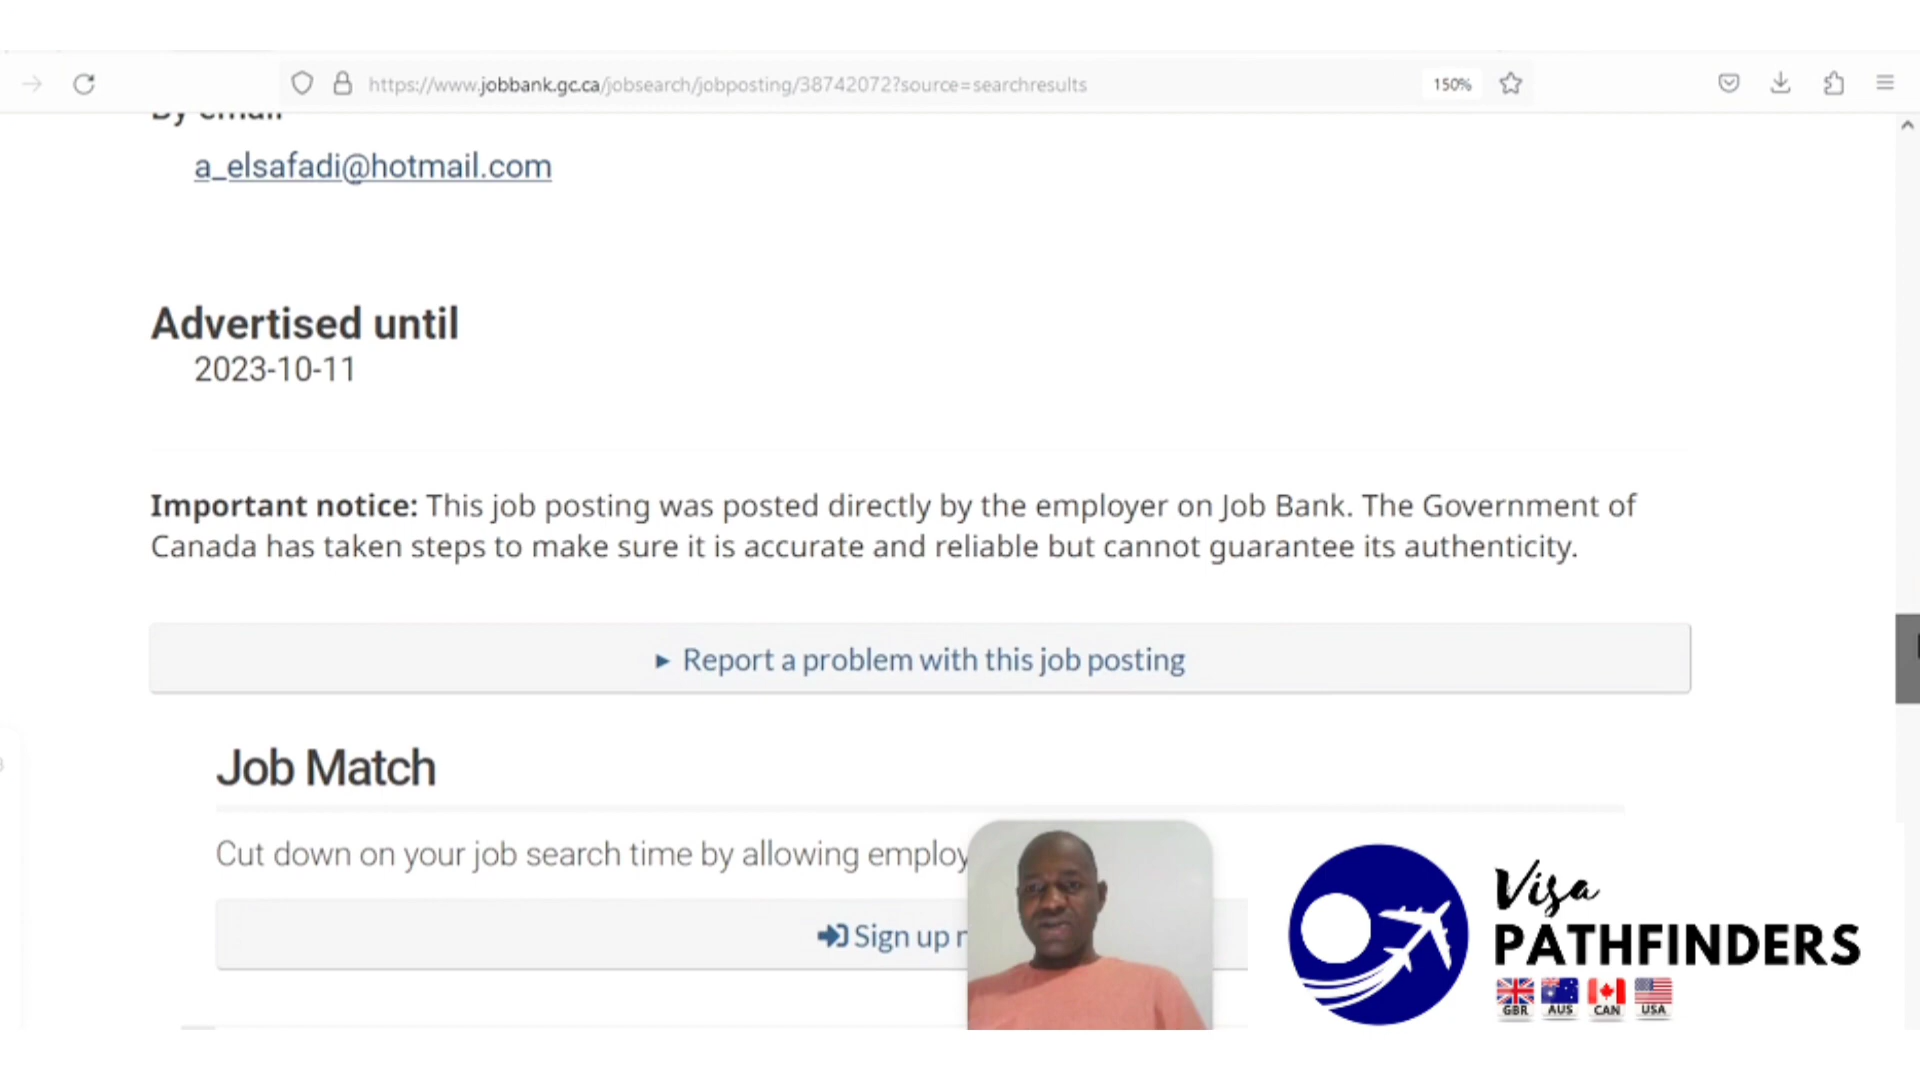 https://www.jobbank.gc.ca/jobsearch/jobposting/38742072?source=searchresults
150%
By email
a_elsafadi@hotmail.com
Advertised until
2023-10-11
Important notice: This job posting was posted directly by the employer on Job Bank. The Government of
Canada has taken steps to make sure it is accurate and reliable but cannot guarantee its authenticity.
► Report a problem with this job posting
Job Match
Cut down on your job search time by allowing employ
Sign up
Visa
PATHFINDERS
GBR AUS CAN USA